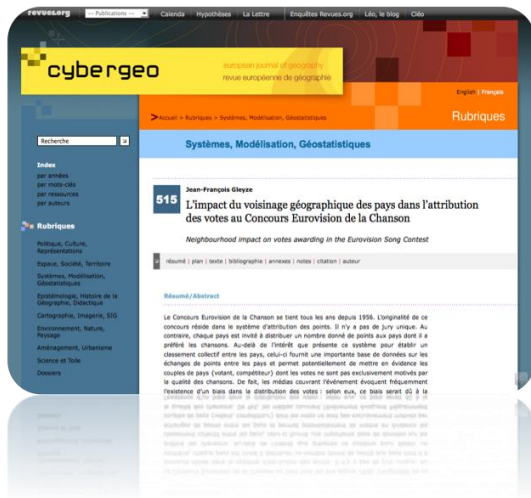 revues.org
-- Publications --
Calenda Hypothèses La Lettre Enquêtes Revues.org Léo, le blog Cléo
cybergeo
european journal of geography
revue européenne de géographie
English | Français
>Accueil > Rubriques > Systèmes, Modélisation, Géostatistiques
Rubriques
Recherche
Systèmes, Modélisation, Géostatistiques
Index
par années
par mots-clés
par ressources
par auteurs
Rubriques
Politique, Culture,
Représentations
Espace, Société, Territoire
Systèmes, Modélisation,
Géostatistiques
Epistémologie, Histoire de la
Géographie, Didactique
Cartographie, Imagerie, SIG
Environnement, Nature,
Paysage
Aménagement, Urbanisme
Science et Toile
Dossiers
515
Jean-François Gleyze
L'impact du voisinage géographique des pays dans l'attribution
des votes au Concours Eurovision de la Chanson
Neighbourhood impact on votes awarding in the Eurovision Song Contest
résumé | plan | texte | bibliographie | annexes | notes | citation | auteur
Résumé/Abstract
Le Concours Eurovision de la Chanson se tient tous les ans depuis 1956. L'originalité de ce
concours réside dans le système d'attribution des points. Il n'y a pas de jury unique. Au
contraire, chaque pays est invité à distribuer un nombre donné de points aux pays dont il a
préféré les chansons. Au-delà de l'intérêt que présente ce système pour établir un
classement collectif entre les pays, celui-ci fournit une importante base de données sur les
échanges de points entre les pays et permet potentiellement de mettre en évidence les
couples de pays (votant, compétiteur) dont les votes ne sont pas exclusivement motivés par
la qualité des chansons. De fait, les médias couvrant l'événement évoquent fréquemment
l'existence d'un biais dans la distribution des votes : selon eux, ce biais serait dû à la